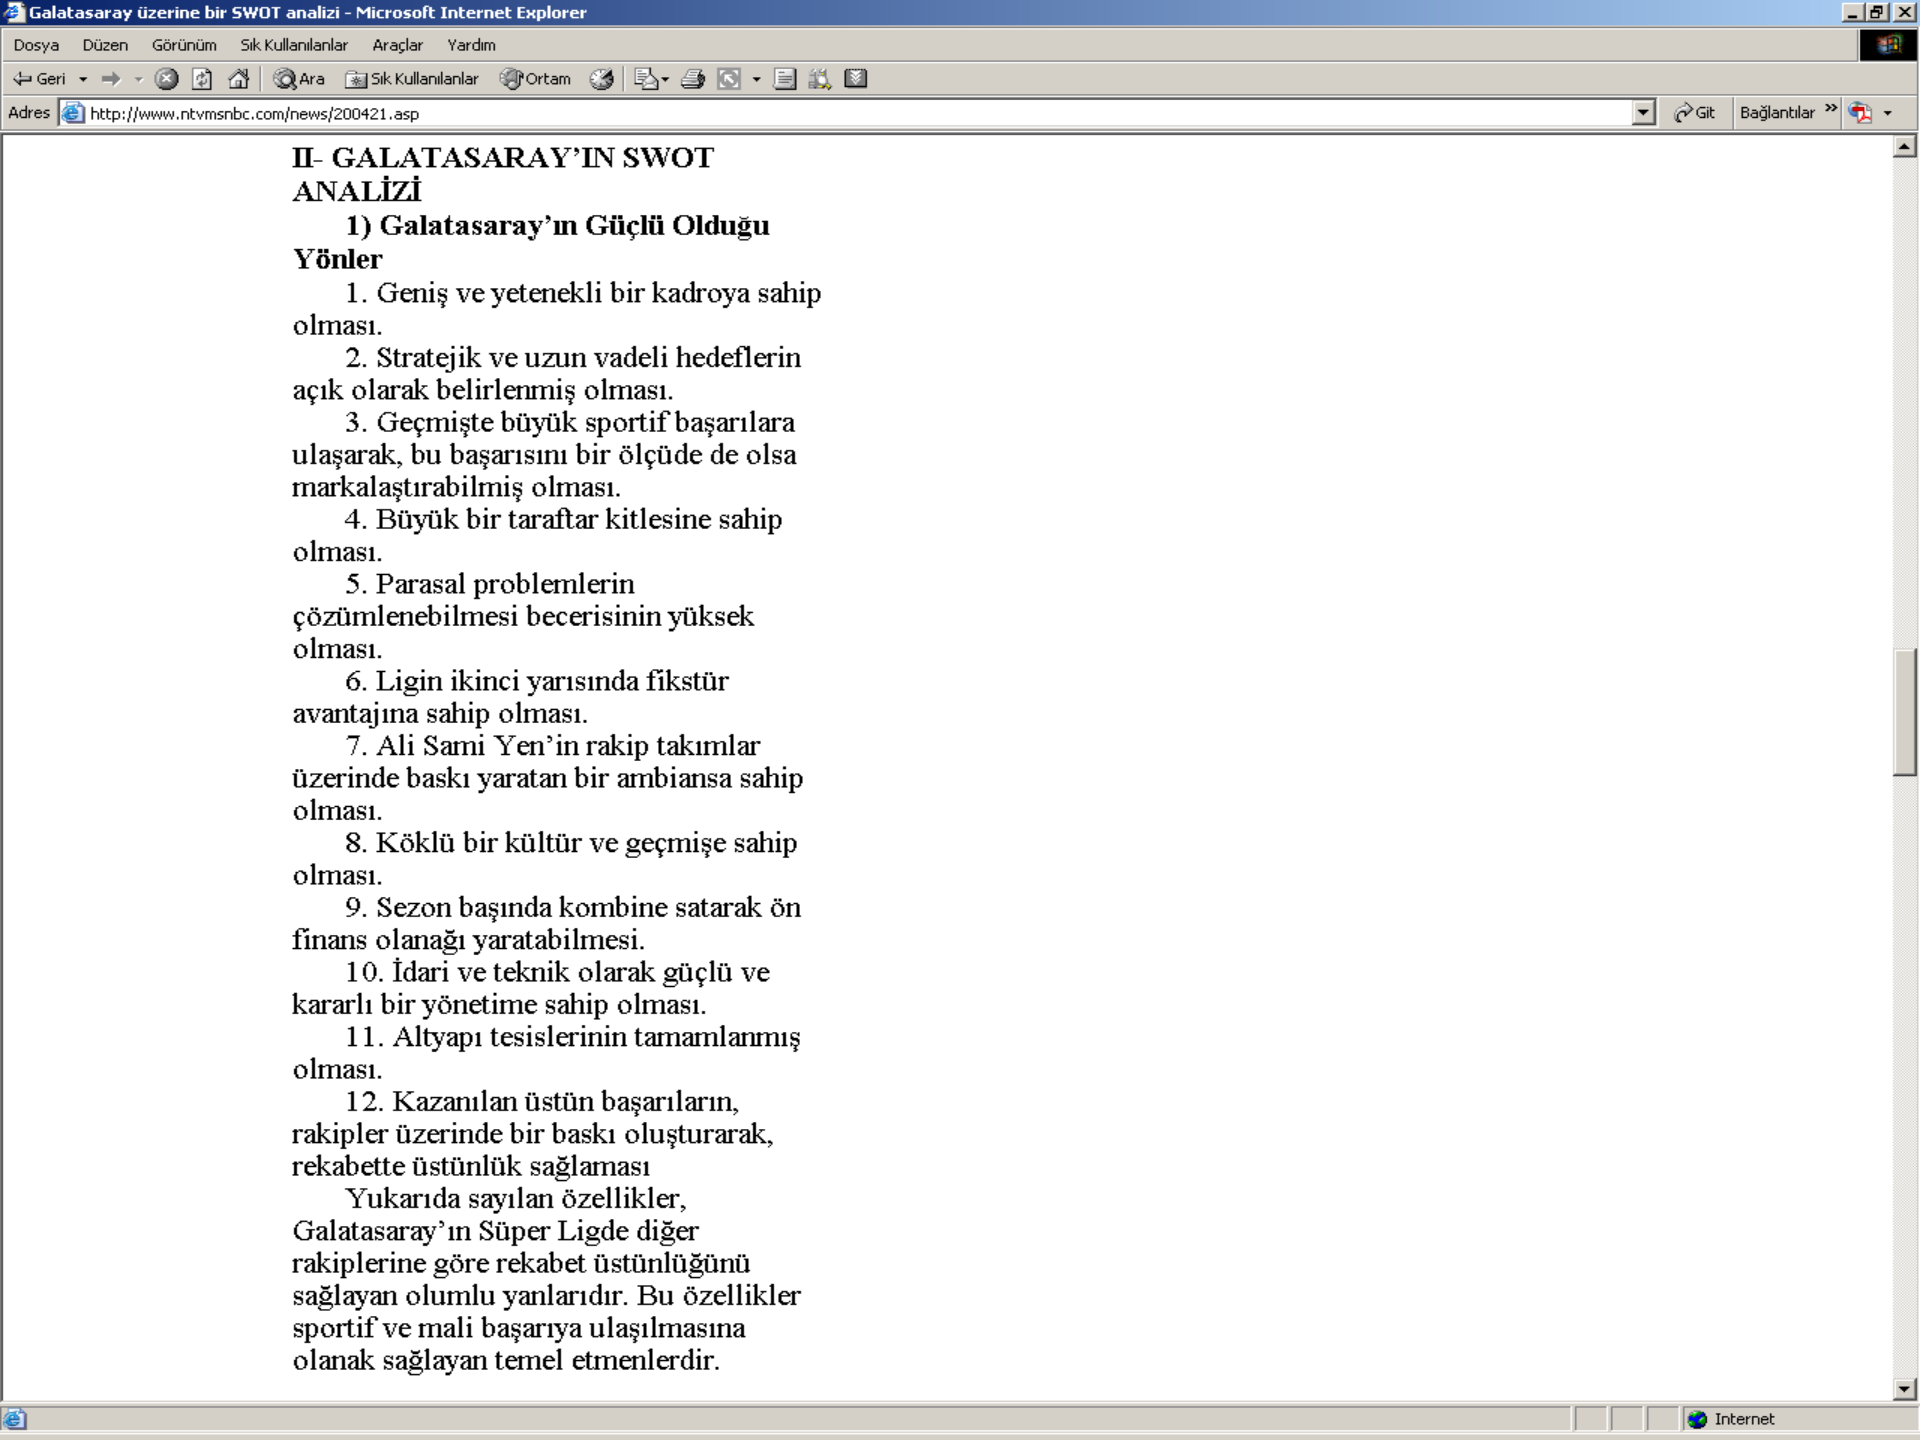 Galatasaray üzerine bir SWOT analizi - Microsoft Internet Explorer
Dosya Düzen Görünüm Sık Kullanılanlar Araçlar Yardım
Geri Ara Sık Kullanılanlar Ortam
Adres http://www.ntvmsnbc.com/news/200421.asp Git Bağlantılar »
II- GALATASARAY’IN SWOT
ANALİZİ
1) Galatasaray’ın Güçlü Olduğu
Yönler
1. Geniş ve yetenekli bir kadroya sahip
olması.
2. Stratejik ve uzun vadeli hedeflerin
açık olarak belirlenmiş olması.
3. Geçmişte büyük sportif başarılara
ulaşarak, bu başarısını bir ölçüde de olsa
markalaştırabilmiş olması.
4. Büyük bir taraftar kitlesine sahip
olması.
5. Parasal problemlerin
çözümlenebilmesi becerisinin yüksek
olması.
6. Ligin ikinci yarısında fikstür
avantajına sahip olması.
7. Ali Sami Yen’in rakip takımlar
üzerinde baskı yaratan bir ambiansa sahip
olması.
8. Köklü bir kültür ve geçmişe sahip
olması.
9. Sezon başında kombine satarak ön
finans olanağı yaratabilmesi.
10. İdari ve teknik olarak güçlü ve
kararlı bir yönetime sahip olması.
11. Altyapı tesislerinin tamamlanmış
olması.
12. Kazanılan üstün başarıların,
rakipler üzerinde bir baskı oluşturarak,
rekabette üstünlük sağlaması
Yukarıda sayılan özellikler,
Galatasaray’ın Süper Ligde diğer
rakiplerine göre rekabet üstünlüğünü
sağlayan olumlu yanlarıdır. Bu özellikler
sportif ve mali başarıya ulaşılmasına
olanak sağlayan temel etmenlerdir.
Internet